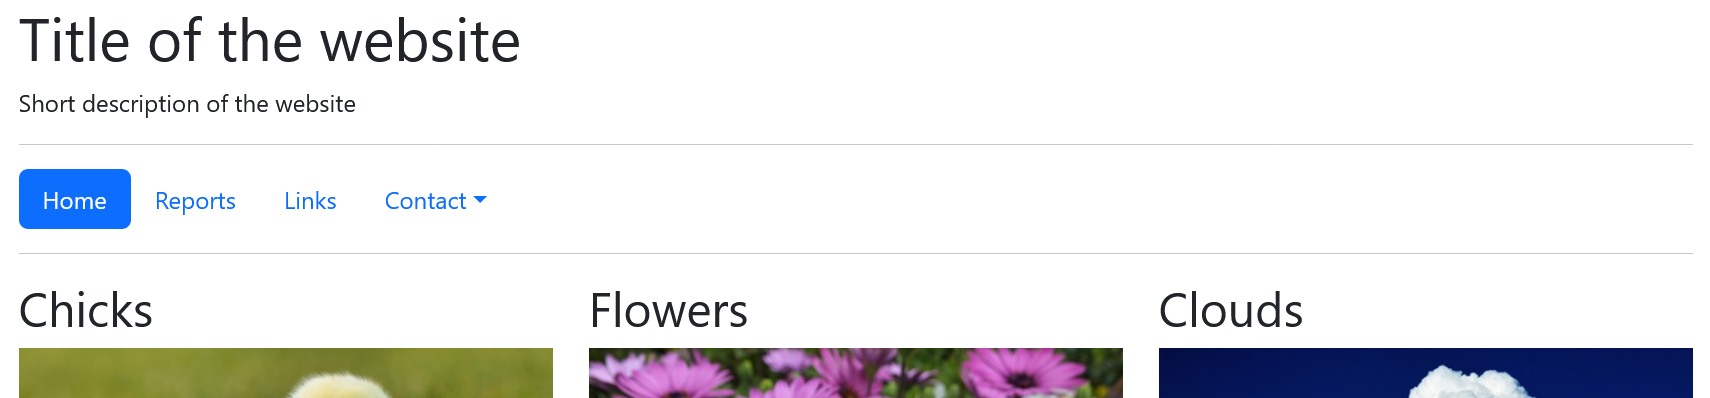 Title of the website
Short description of the website
Home Reports Links Contact
Chicks Flowers Clouds